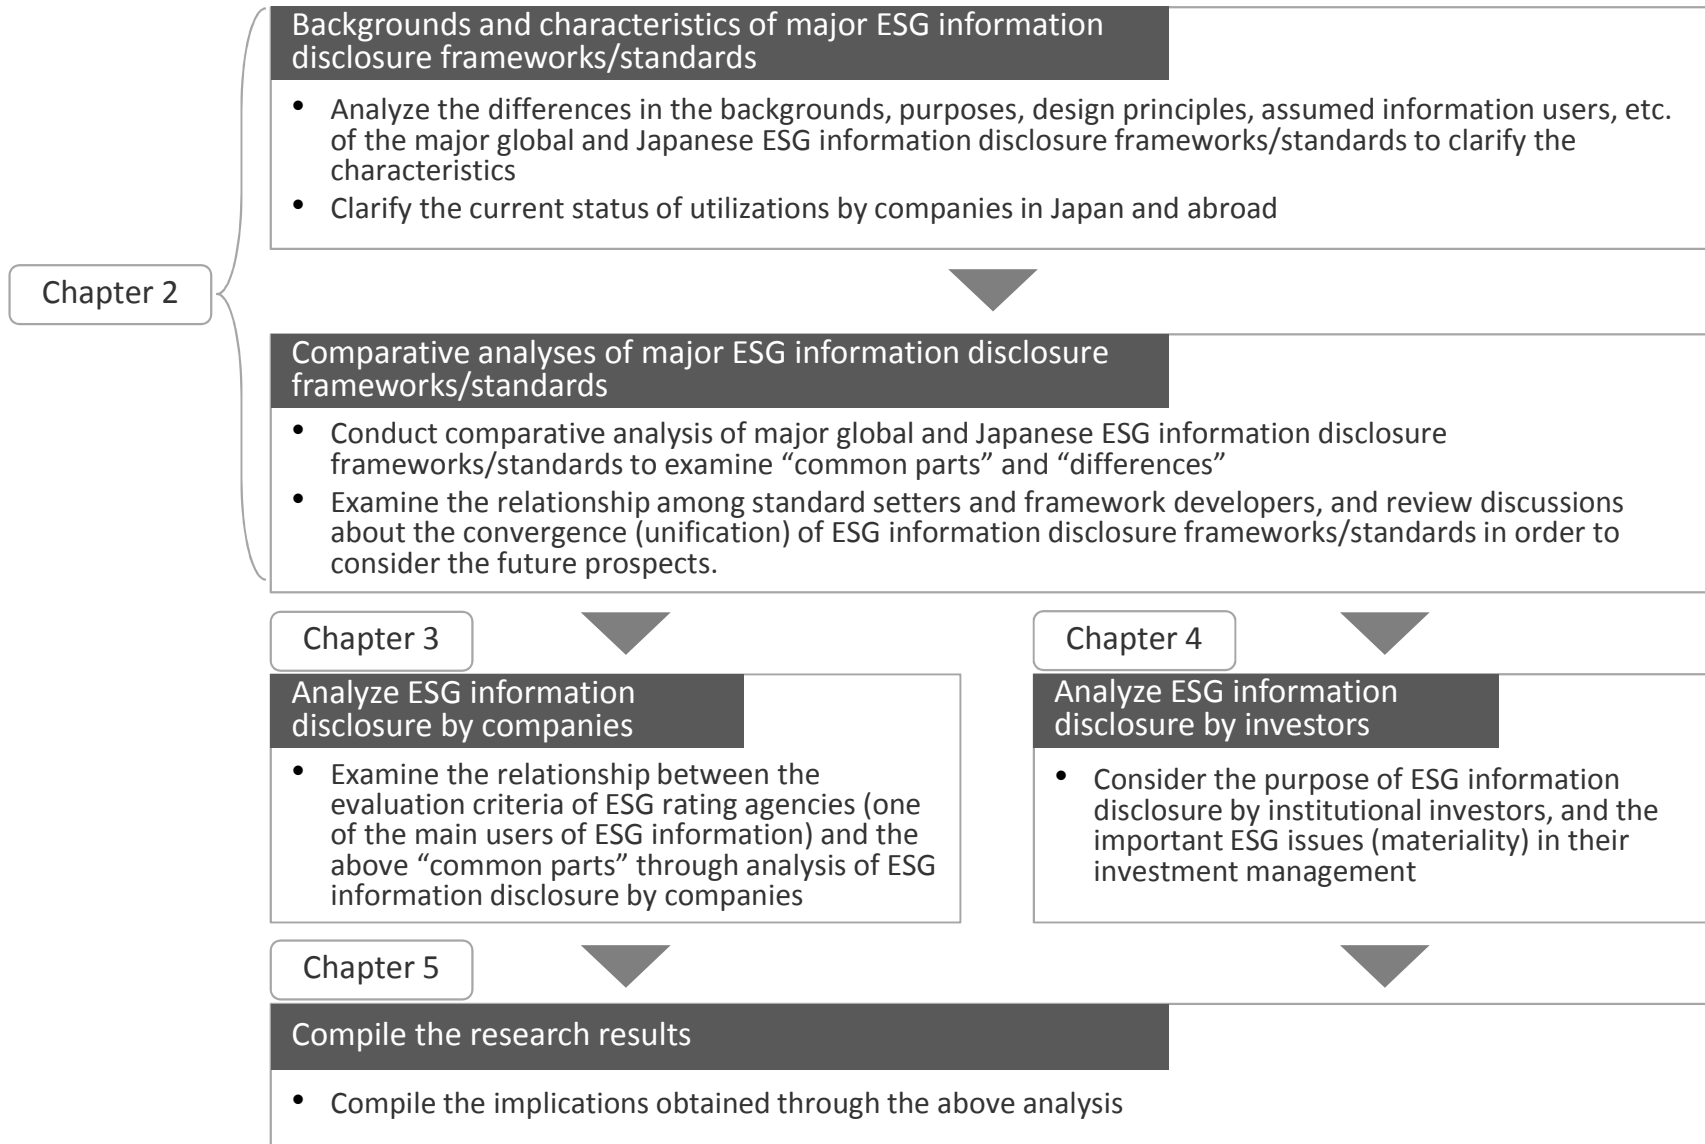 Backgrounds and characteristics of major ESG information
disclosure frameworks/standards
• Analyze the differences in the backgrounds, purposes, design principles, assumed information users, etc.
of the major global and Japanese ESG information disclosure frameworks/standards to clarify the
characteristics
• Clarify the current status of utilizations by companies in Japan and abroad
Chapter 2
Comparative analyses of major ESG information disclosure
frameworks/standards
• Conduct comparative analysis of major global and Japanese ESG information disclosure
frameworks/standards to examine “common parts” and “differences”
• Examine the relationship among standard setters and framework developers, and review discussions
about the convergence (unification) of ESG information disclosure frameworks/standards in order to
consider the future prospects.
Chapter 3
Analyze ESG information
disclosure by companies
• Examine the relationship between the
evaluation criteria of ESG rating agencies (one
of the main users of ESG information) and the
above “common parts” through analysis of ESG
information disclosure by companies
Chapter 4
Analyze ESG information
disclosure by investors
• Consider the purpose of ESG information
disclosure by institutional investors, and the
important ESG issues (materiality) in their
investment management
Chapter 5
Compile the research results
• Compile the implications obtained through the above analysis